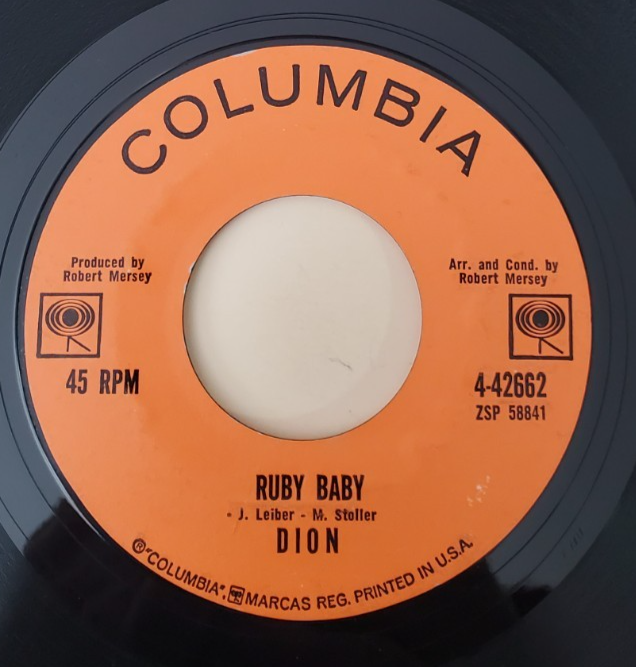 COLUMBIA
Produced by
Robert Mersey
Arr. and Cond. by
Robert Mersey
45 RPM
4-42662
ZSP 58841
RUBY BABY
- J. Leiber - M. Stoller
DION
® "COLUMBIA", MARCAS REG. PRINTED IN U.S.A.